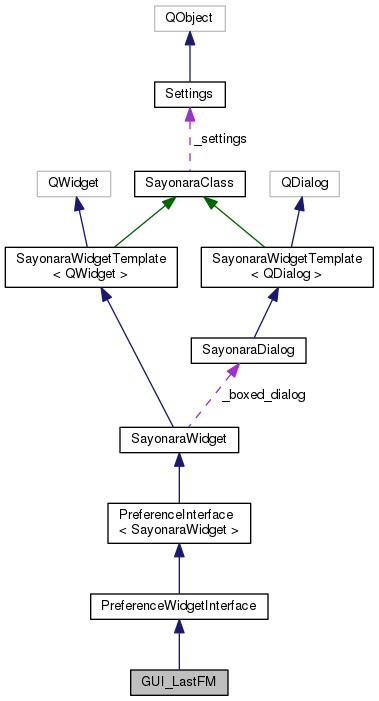 QObject
Settings
_settings
QWidget
SayonaraClass
QDialog
SayonaraWidgetTemplate
< QWidget >
SayonaraWidgetTemplate
< QDialog >
SayonaraDialog
_boxed_dialog
SayonaraWidget
PreferenceInterface
< SayonaraWidget >
PreferenceWidgetInterface
GUI_LastFM